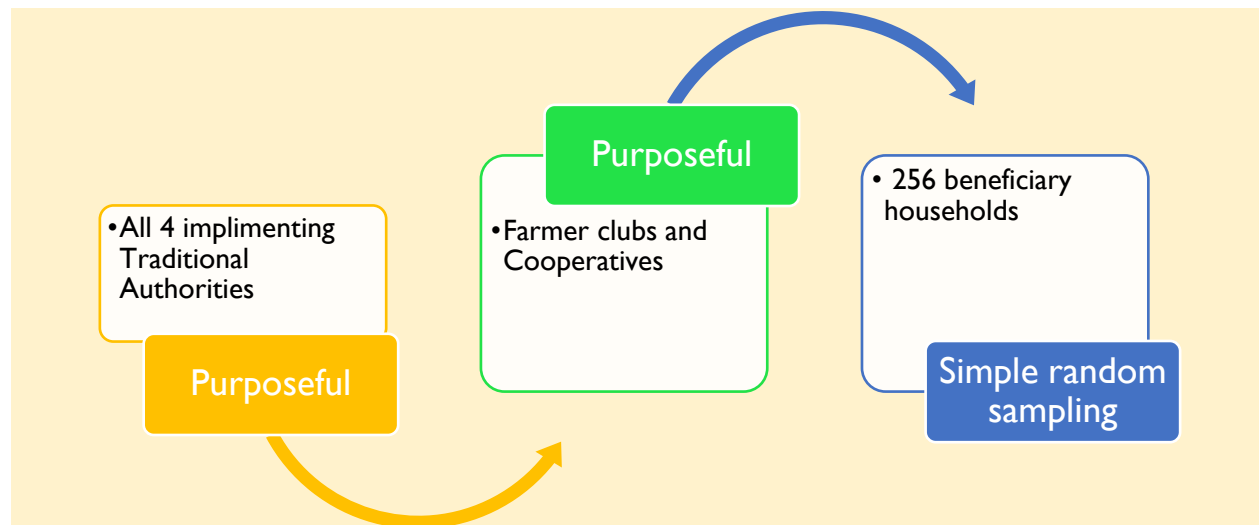 •All 4 implimenting
Traditional
Authorities
Purposeful
Purposeful
•Farmer clubs and
Cooperatives
• 256 beneficiary
households
Simple random
sampling